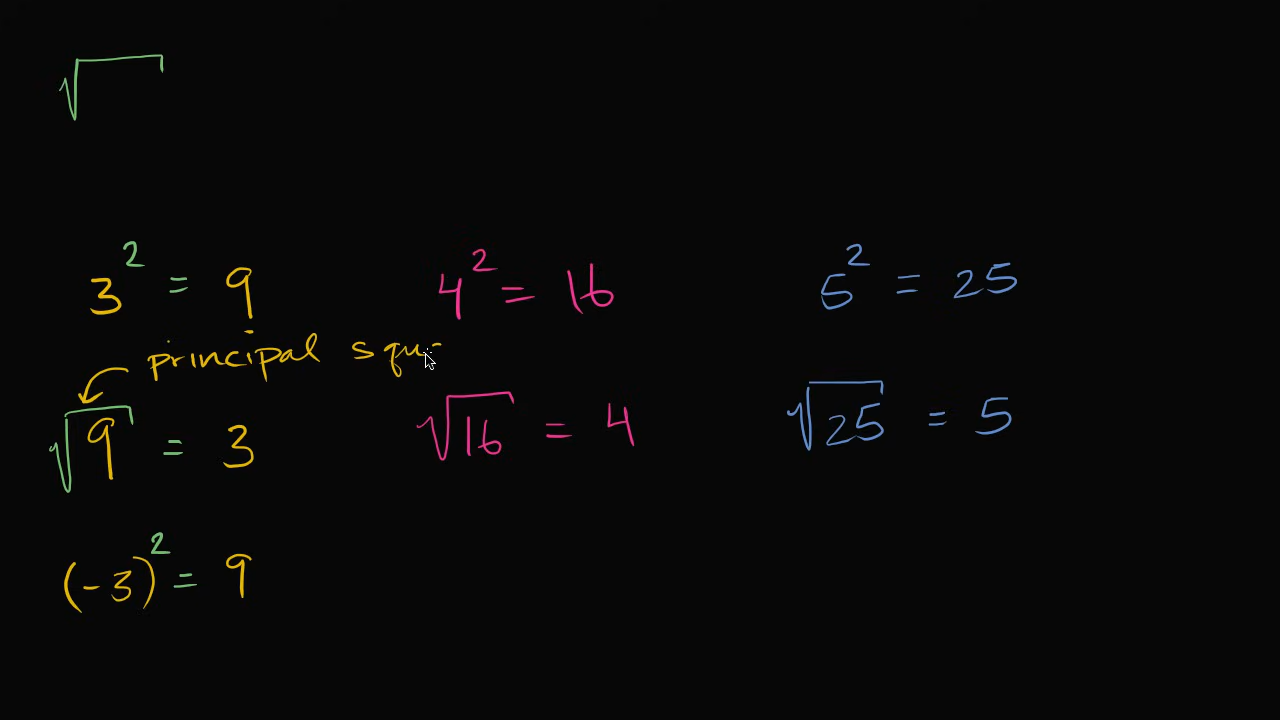 √
3² = 9 4² = 16 5² = 25
principal squ
√9 = 3 √16 = 4 √25 = 5
(-3)² = 9